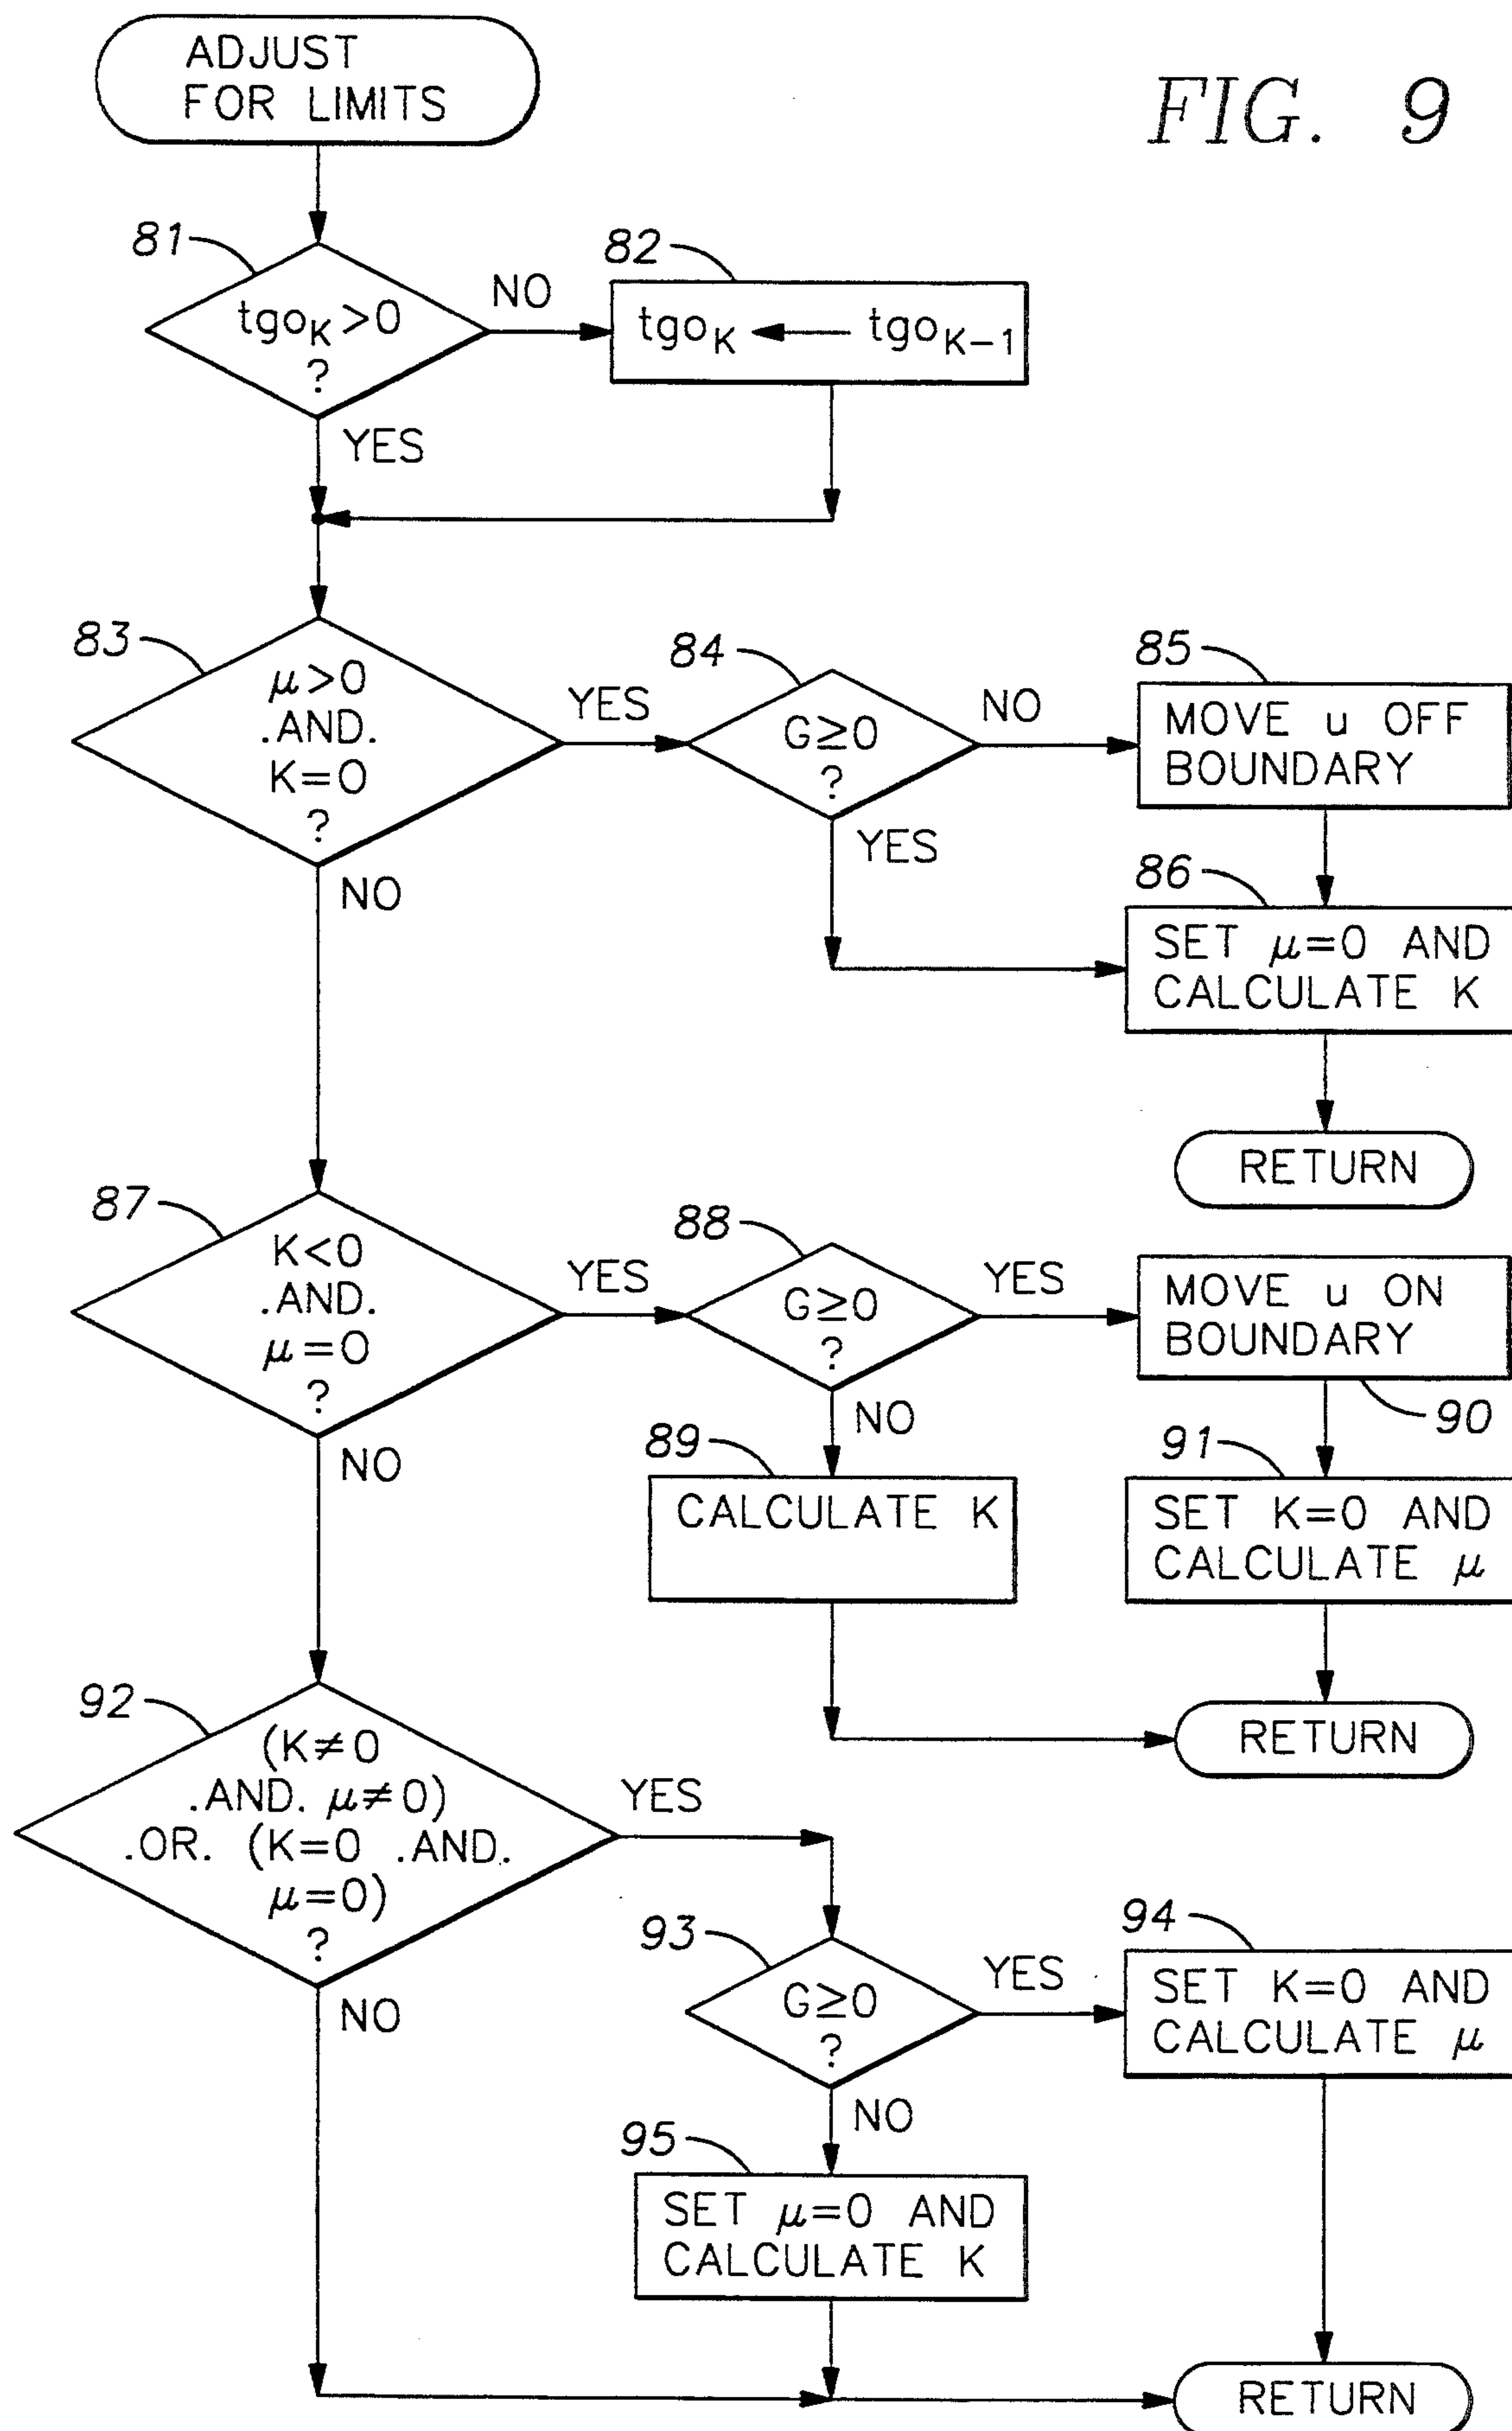 ADJUST
FOR LIMITS
FIG. 9
81
tgoK>0
?
NO
YES
82
tgoK ← tgoK-1
83
μ>0
.AND.
K=0
?
YES
NO
84
G≥0
?
NO
YES
85
MOVE u OFF
BOUNDARY
86
SET μ=0 AND
CALCULATE K
RETURN
87
K<0
.AND.
μ=0
?
YES
NO
88
G≥0
?
YES
NO
89
CALCULATE K
MOVE u ON
BOUNDARY
90
91
SET K=0 AND
CALCULATE μ
RETURN
92
(K≠0
.AND. μ≠0)
.OR. (K=0 .AND.
μ=0)
?
YES
NO
93
G≥0
?
YES
NO
94
SET K=0 AND
CALCULATE μ
95
SET μ=0 AND
CALCULATE K
RETURN